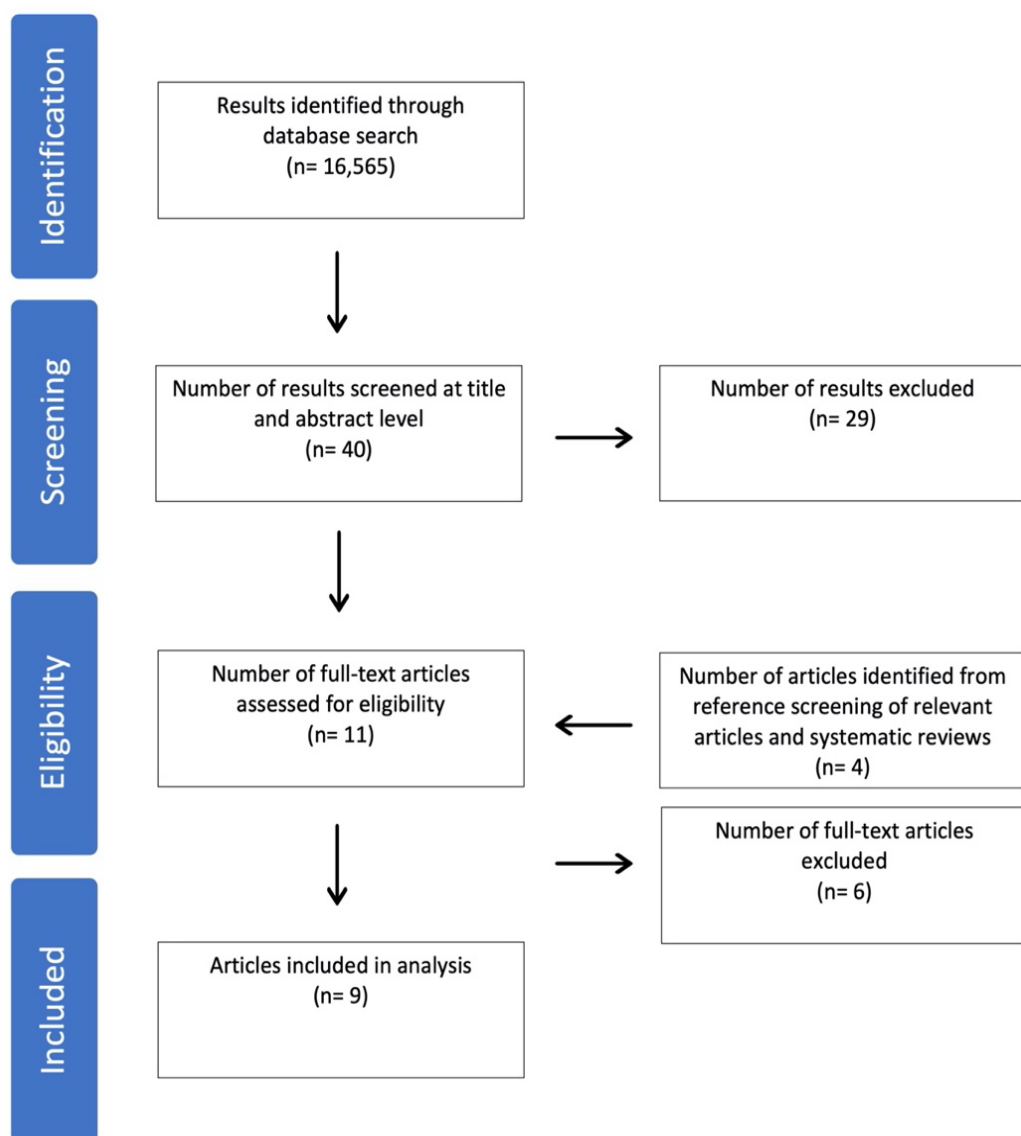 Identification
Results identified through
database search
(n= 16,565)
Screening
Number of results screened at title
and abstract level
(n= 40)
Number of results excluded
(n= 29)
Eligibility
Number of full-text articles
assessed for eligibility
(n= 11)
Number of articles identified from
reference screening of relevant
articles and systematic reviews
(n= 4)
Number of full-text articles
excluded
(n= 6)
Included
Articles included in analysis
(n= 9)